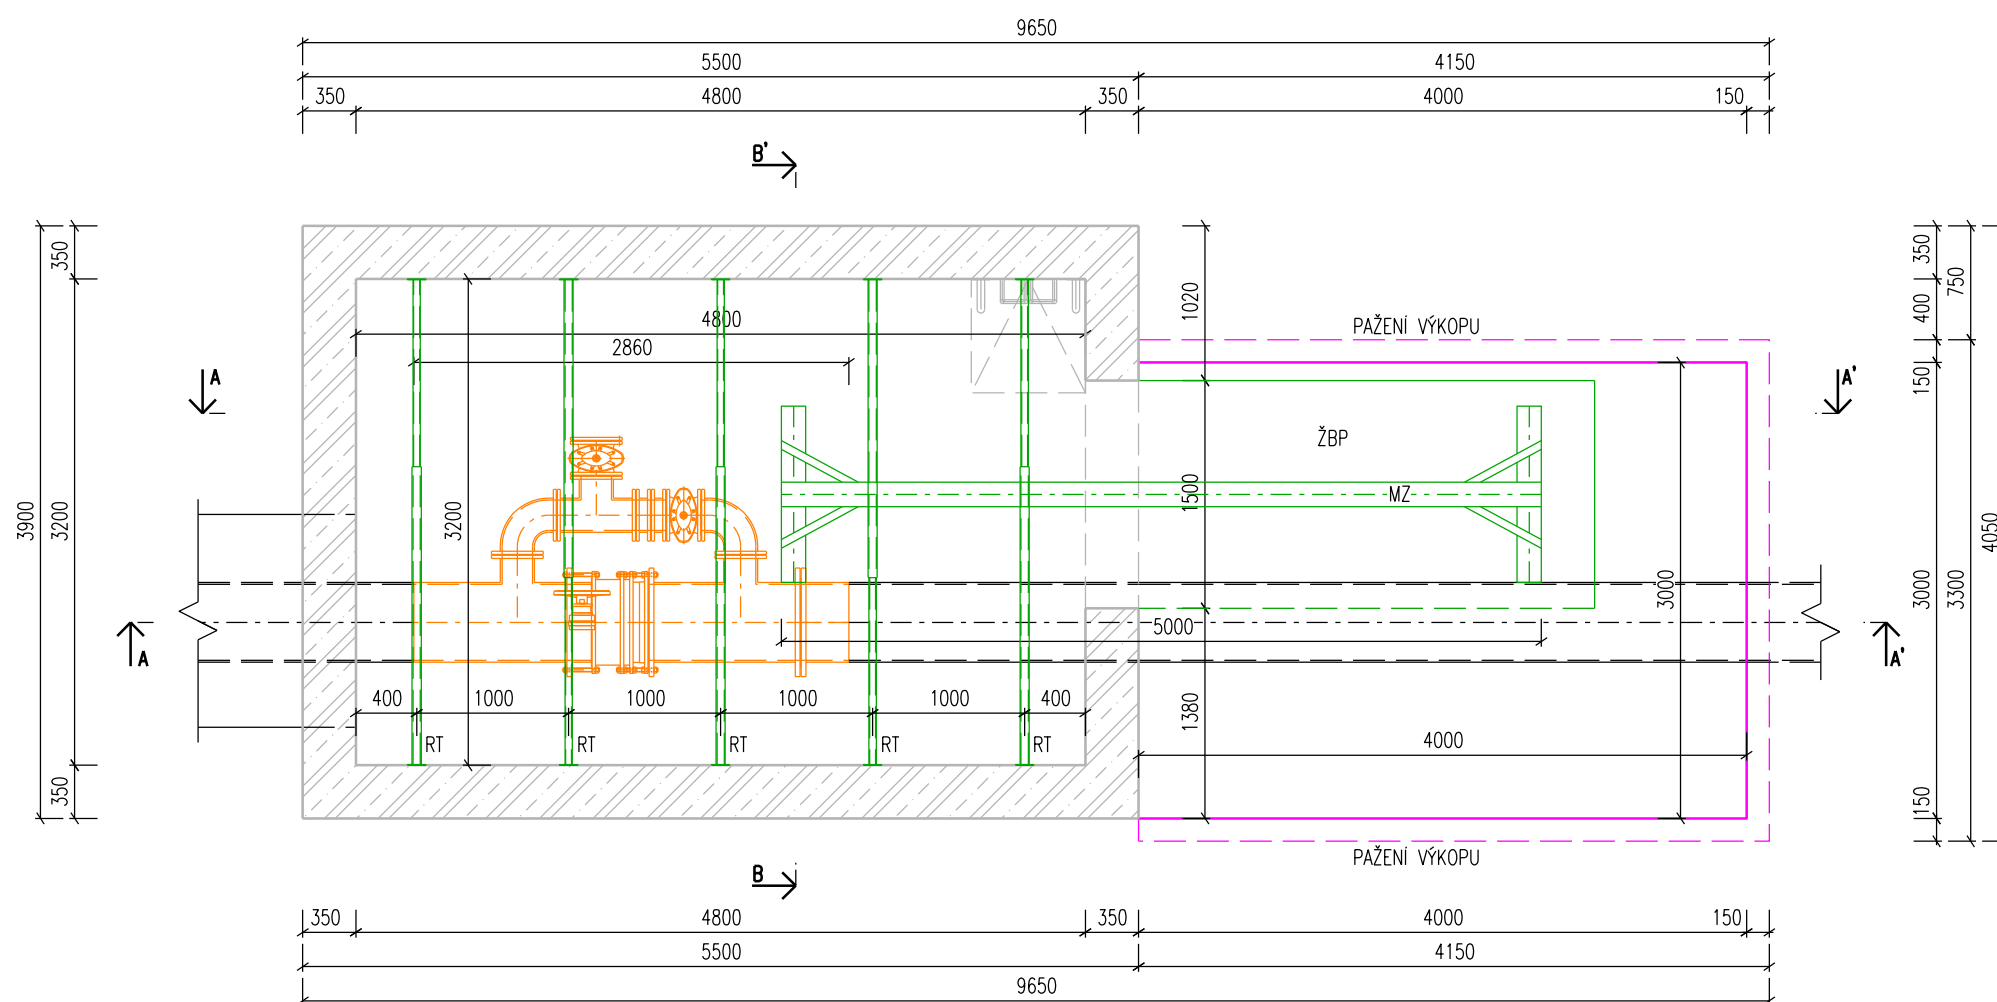 9650
5500 4150
350 4800 350 4000 150
B'
350 1020 350 750
400
PAŽENÍ VÝKOPU
4800
2860
A A'
150
ŽBP
3900 3200 3200 1500 MZ 4050
3000 3000 3300
5000
A A'
400 1000 1000 1000 1000 400 1380
RT RT RT RT RT 4000
350 150
PAŽENÍ VÝKOPU
B
350 4800 350 4000 150
5500 4150
9650